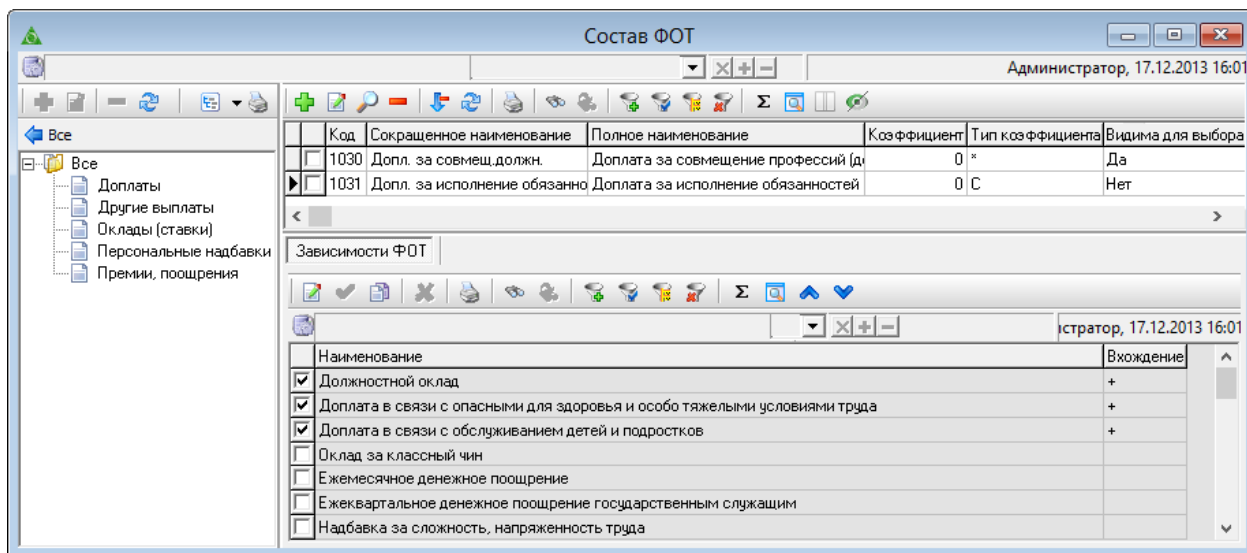 Состав ФОТ
Администратор, 17.12.2013 16:01
Все
Все
Доплаты
Другие выплаты
Оклады (ставки)
Персональные надбавки
Премии, поощрения
Код Сокращенное наименование Полное наименование Коэффициент Тип коэффициента Видима для выбора
1030 Допл. за совмещ.должн. Доплата за совмещение профессий (д 0 * Да
1031 Допл. за исполнение обязанно Доплата за исполнение обязанностей 0 С Нет
Зависимости ФОТ
істратор, 17.12.2013 16:01
Наименование Вхождение
Должностной оклад +
Доплата в связи с опасными для здоровья и особо тяжелыми условиями труда +
Доплата в связи с обслуживанием детей и подростков +
Оклад за классный чин
Ежемесячное денежное поощрение
Ежеквартальное денежное поощрение государственным служащим
Надбавка за сложность, напряженность труда